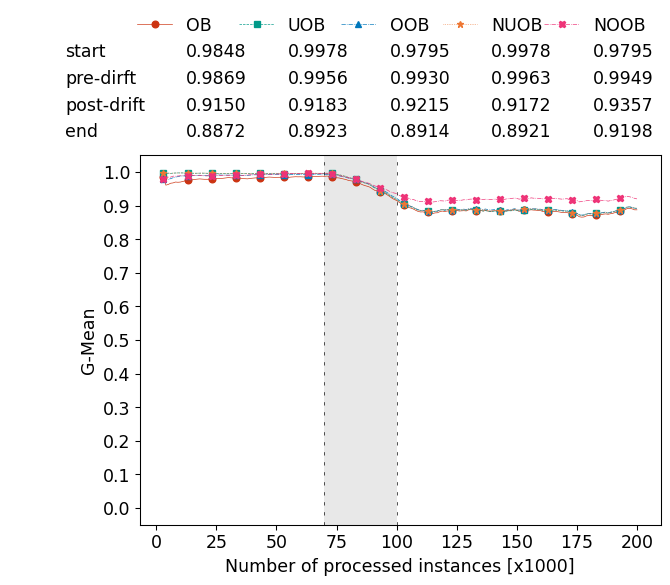 OB UOB OOB NUOB NOOB
start 0.9848 0.9978 0.9795 0.9978 0.9795
pre-dirft 0.9869 0.9956 0.9930 0.9963 0.9949
post-drift 0.9150 0.9183 0.9215 0.9172 0.9357
end 0.8872 0.8923 0.8914 0.8921 0.9198
1.0
0.9
0.8
0.7
0.6
0.5
0.4
0.3
0.2
0.1
0.0
G-Mean
0 25 50 75 100 125 150 175 200
Number of processed instances [x1000]